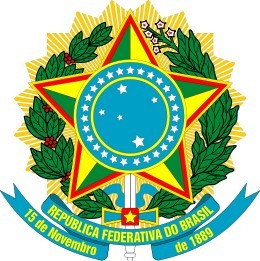 REPÚBLICA FEDERATIVA DO BRASIL
15 de Novembro
de 1889